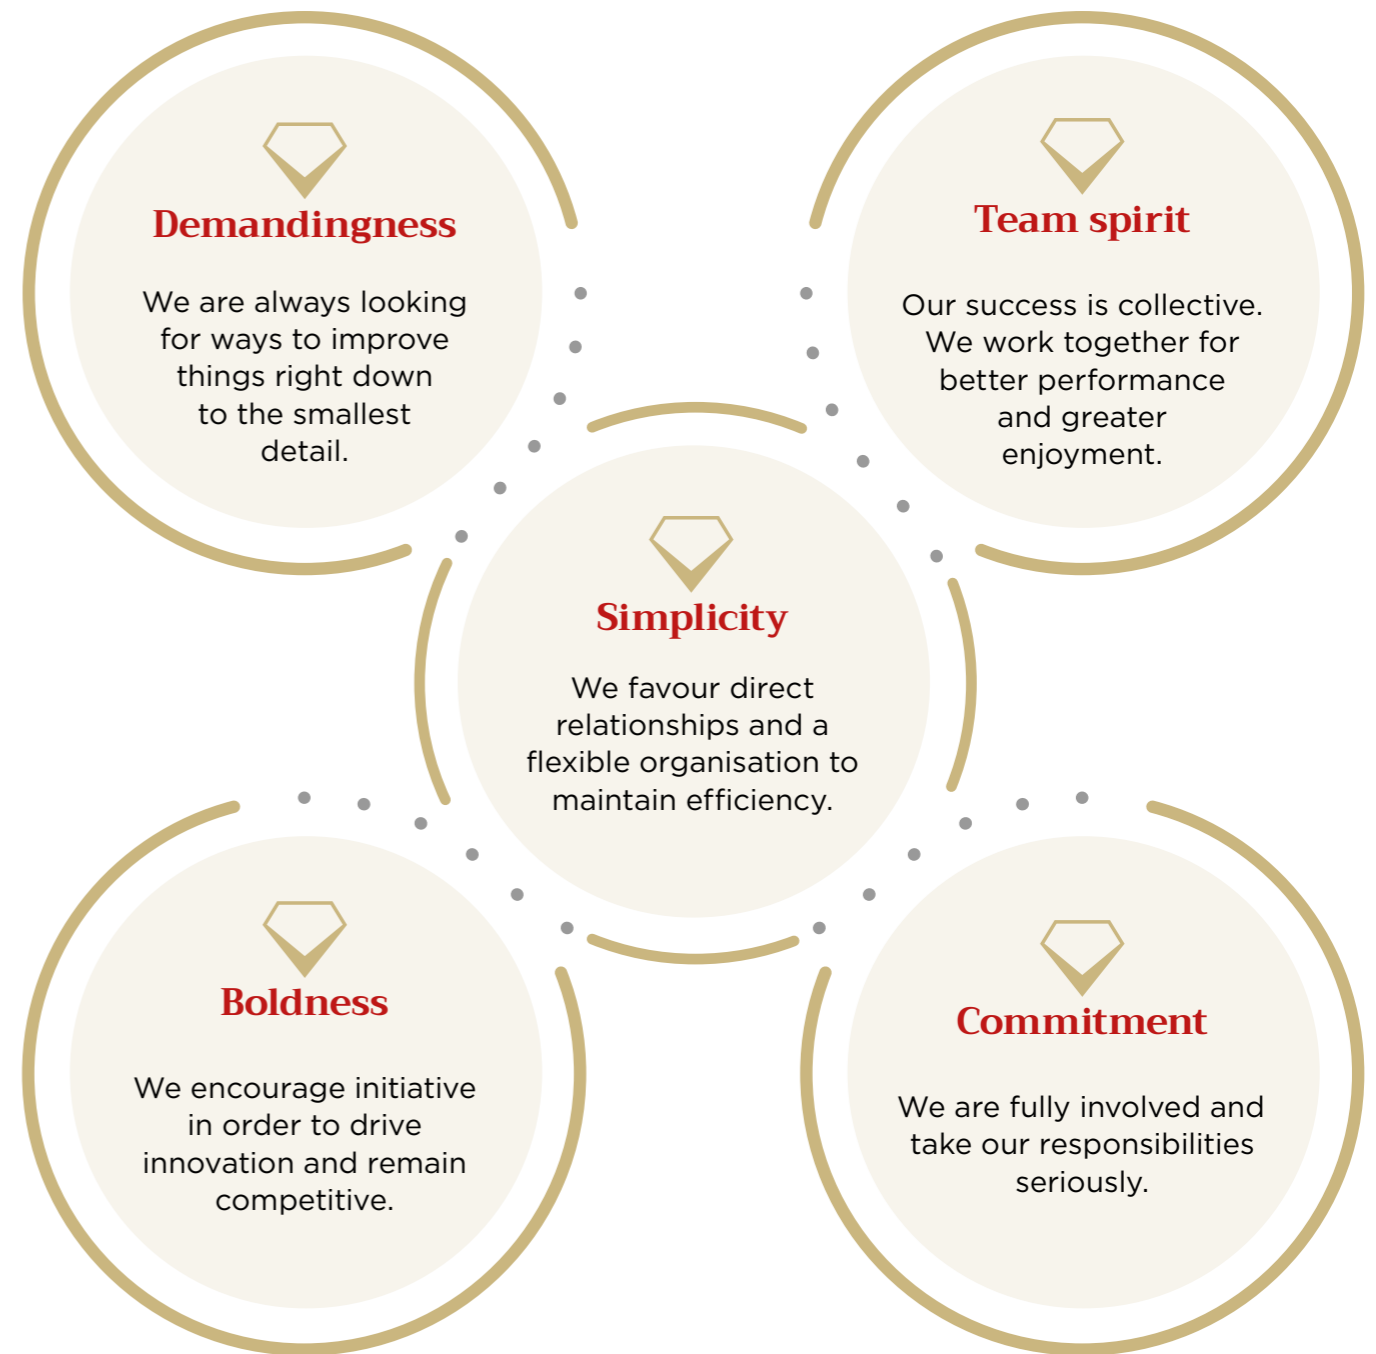 Demandingness
We are always looking
for ways to improve
things right down
to the smallest
detail.
Team spirit
Our success is collective.
We work together for
better performance
and greater
enjoyment.
Simplicity
We favour direct
relationships and a
flexible organisation to
maintain efficiency.
Boldness
We encourage initiative
in order to drive
innovation and remain
competitive.
Commitment
We are fully involved and
take our responsibilities
seriously.